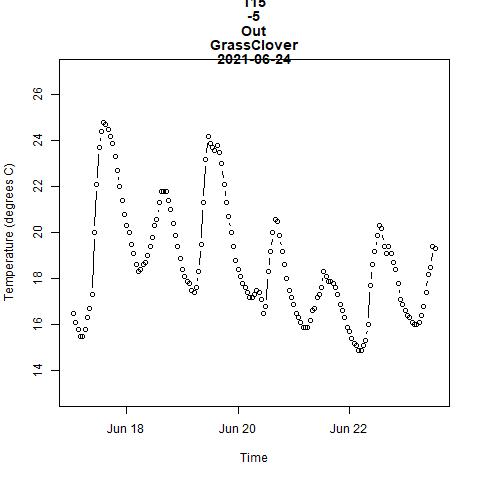 T15
-5
Out
GrassClover
2021-06-24
Temperature (degrees C)
26
24
22
20
18
16
14
Jun 18
Jun 20
Jun 22
Time